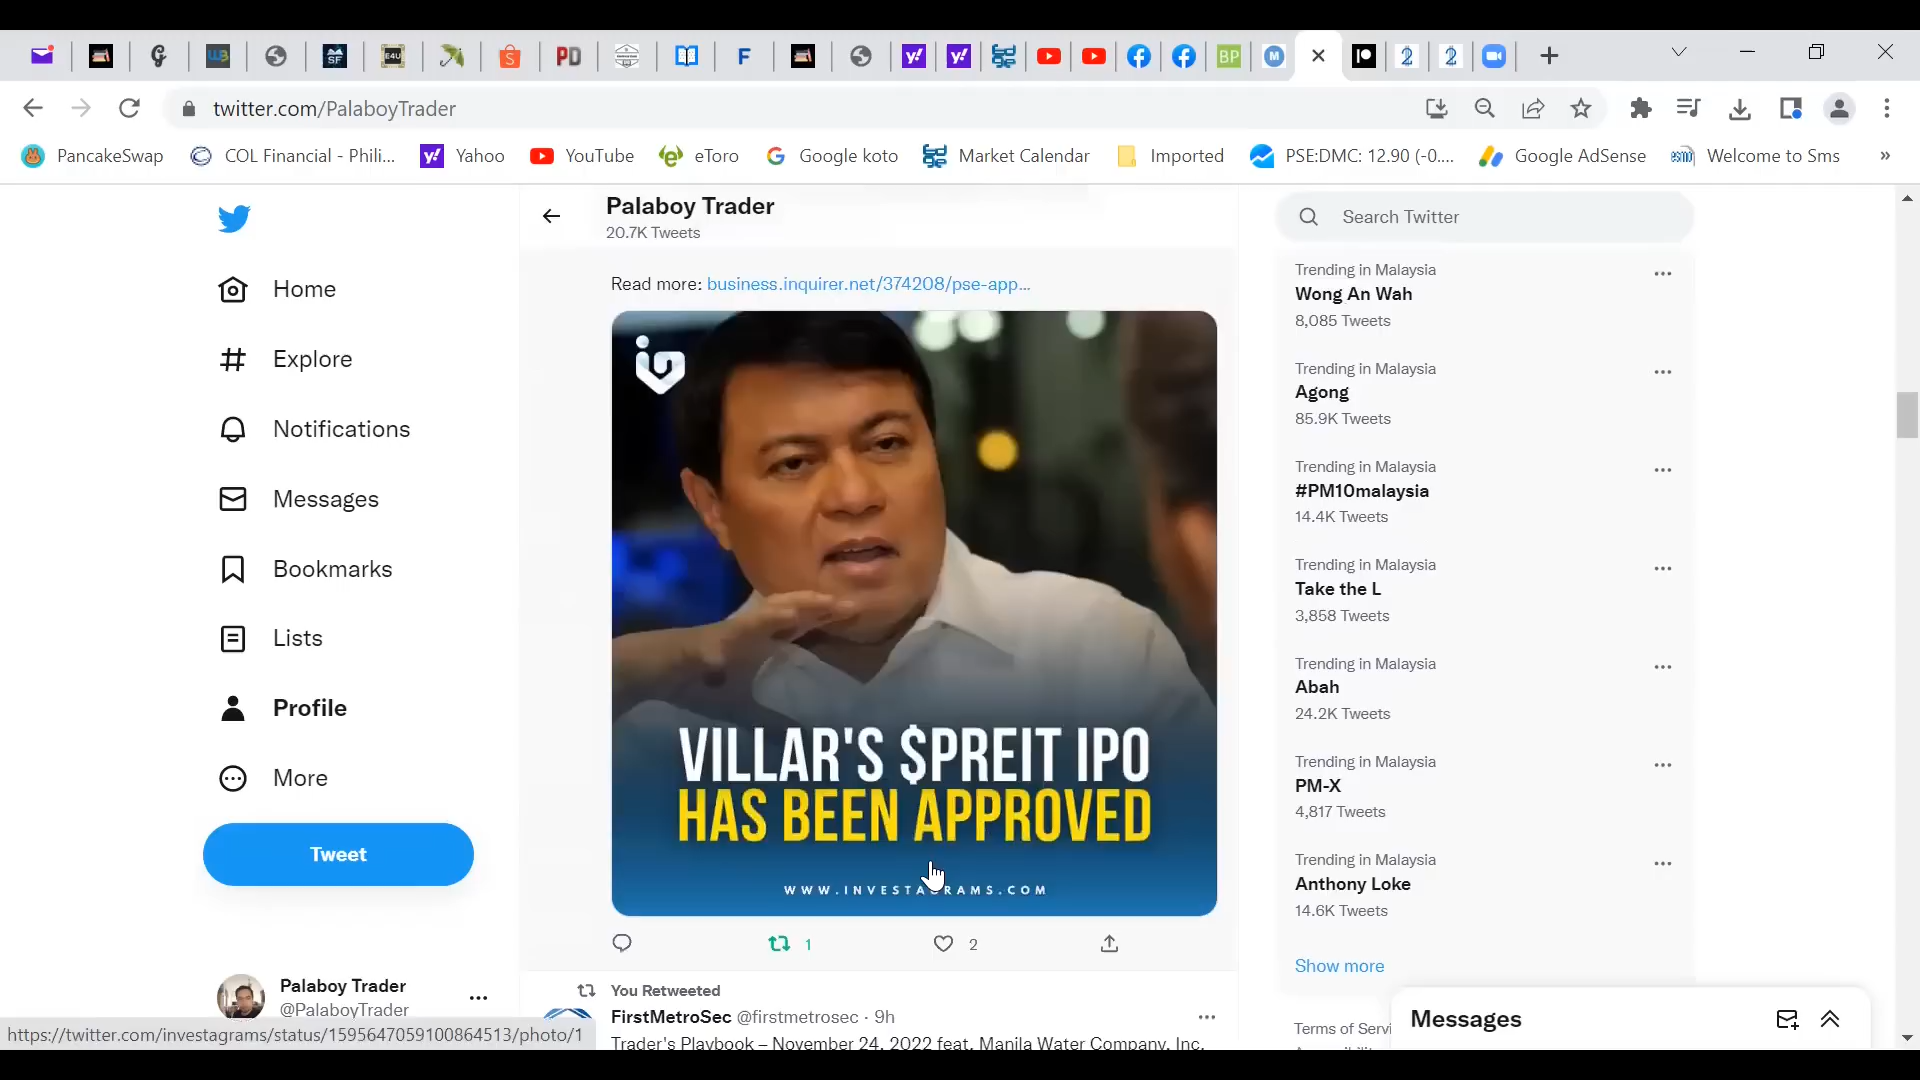 twitter.com/PalaboyTrader
PancakeSwap
COL Financial - Phili...
Yahoo
YouTube
eToro
Google koto
Market Calendar
Imported
PSE:DMC: 12.90 (-0....
Google AdSense
Welcome to Sms
»
Home
Explore
Notifications
Messages
Bookmarks
Lists
Profile
More
Tweet
Palaboy Trader
@PalaboyTrader
https://twitter.com/investagrams/status/1595647059100864513/photo/1
Palaboy Trader
20.7K Tweets
Read more: business.inquirer.net/374208/pse-app...
VILLAR'S $PREIT IPO
HAS BEEN APPROVED
WWW.INVESTAGRAMS.COM
1
2
You Retweeted
FirstMetroSec @firstmetrosec · 9h
Trader's Playbook – November 24, 2022 feat. Manila Water Company, Inc.
Search Twitter
Trending in Malaysia
Wong An Wah
8,085 Tweets
Trending in Malaysia
Agong
85.9K Tweets
Trending in Malaysia
#PM10malaysia
14.4K Tweets
Trending in Malaysia
Take the L
3,858 Tweets
Trending in Malaysia
Abah
24.2K Tweets
Trending in Malaysia
PM-X
4,817 Tweets
Trending in Malaysia
Anthony Loke
14.6K Tweets
Show more
Terms of Servi
Messages